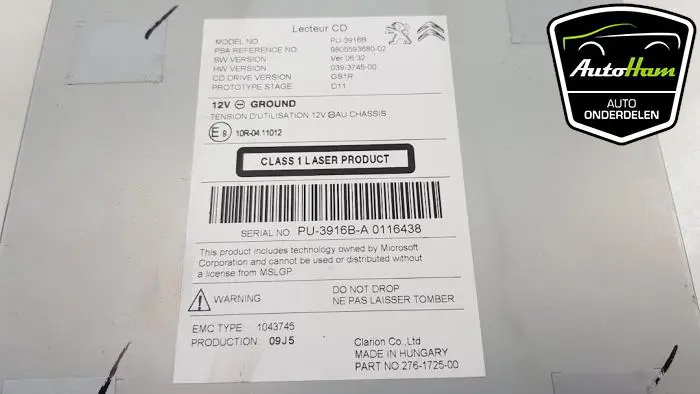 Lecteur CD
MODEL NO PU-3916B
PSA REFERENCE NO 9805593680-02
SW VERSION Ver 06.32
HW VERSION 039-3745-00
CD DRIVE VERSION GS1R
PROTOTYPE STAGE D11
12V ⊖ GROUND
TENSION D'UTILISATION 12V ⊖AU CHASSIS
E 8 10R-04.11012
CLASS 1 LASER PRODUCT
SERIAL NO PU-3916B-A 0116438
This product includes technology owned by Microsoft
Corporation and cannot be used or distributed without
a license from MSLGP
WARNING DO NOT DROP
NE PAS LAISSER TOMBER
EMC TYPE 1043745
PRODUCTION: 09J5
Clarion Co.,Ltd
MADE IN HUNGARY
PART NO.276-1725-00
AutoHam
AUTO
ONDERDELEN